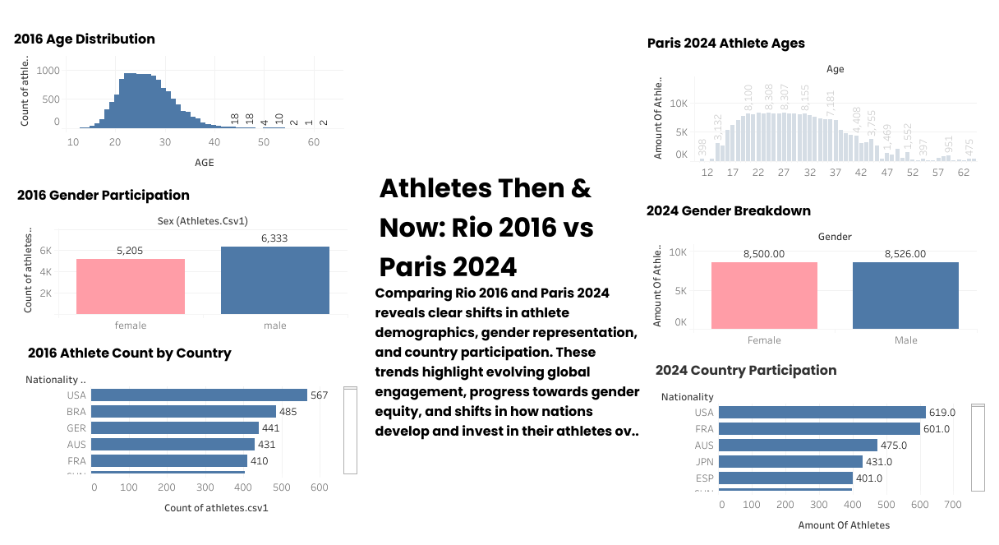 2016 Age Distribution
Count of athle..
1000
500
0
18
18
4
10
2
1
2
10 20 30 40 50 60
AGE
2016 Gender Participation
Sex (Athletes.Csv1)
Count of athletes..
6K
4K
2K
5,205
6,333
female male
2016 Athlete Count by Country
Nationality ..
USA 567
BRA 485
GER 441
AUS 431
FRA 410
0 100 200 300 400 500 600
Count of athletes.csv1
Athletes Then &
Now: Rio 2016 vs
Paris 2024
Comparing Rio 2016 and Paris 2024
reveals clear shifts in athlete
demographics, gender representation,
and country participation. These
trends highlight evolving global
engagement, progress towards gender
equity, and shifts in how nations
develop and invest in their athletes ov..
Paris 2024 Athlete Ages
Age
Amount Of Athle..
10K
5K
0K
398
3,132
8,100
8,308
8,307
8,155
7,181
4,408
3,755
1,469
1,552
397
951
475
12 17 22 27 32 37 42 47 52 57 62
2024 Gender Breakdown
Gender
Amount Of Athle..
10K
5K
0K
8,500.00
8,526.00
Female Male
2024 Country Participation
Nationality
USA 619.0
FRA 601.0
AUS 475.0
JPN 431.0
ESP 401.0
0 100 200 300 400 500 600 700
Amount Of Athletes